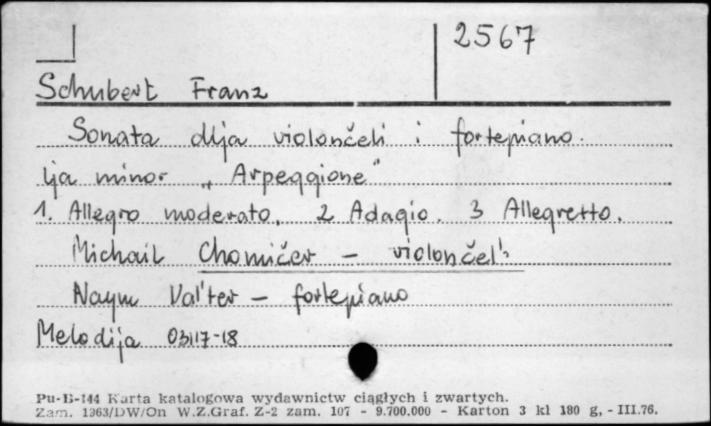 2567
Schubert Franz
Sonata dlja violončeli i fortepiano
lja minor „Arpeggione"
1. Allegro moderato. 2 Adagio. 3 Allegretto.
Michail Chomičer – violončel'
Naym Val'ter – fortepiano
Melodija 03117-18
Pu-B-144 Karta katalogowa wydawnictw ciągłych i zwartych.
Zam. 1363/DW/On W.Z.Graf. Z-2 zam. 107 - 9.700.000 - Karton 3 kl 180 g, - III.76.